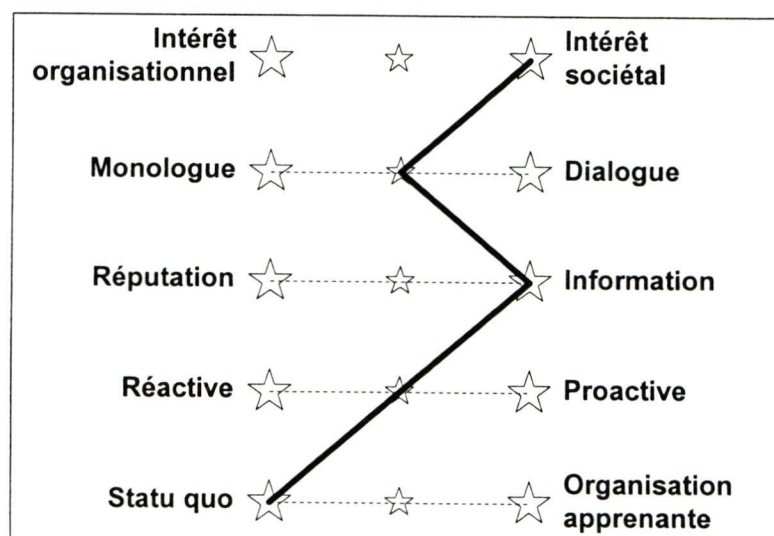 Intérêt
organisationnel
Intérêt
sociétal
Monologue
Dialogue
Réputation
Information
Réactive
Proactive
Statu quo
Organisation
apprenante